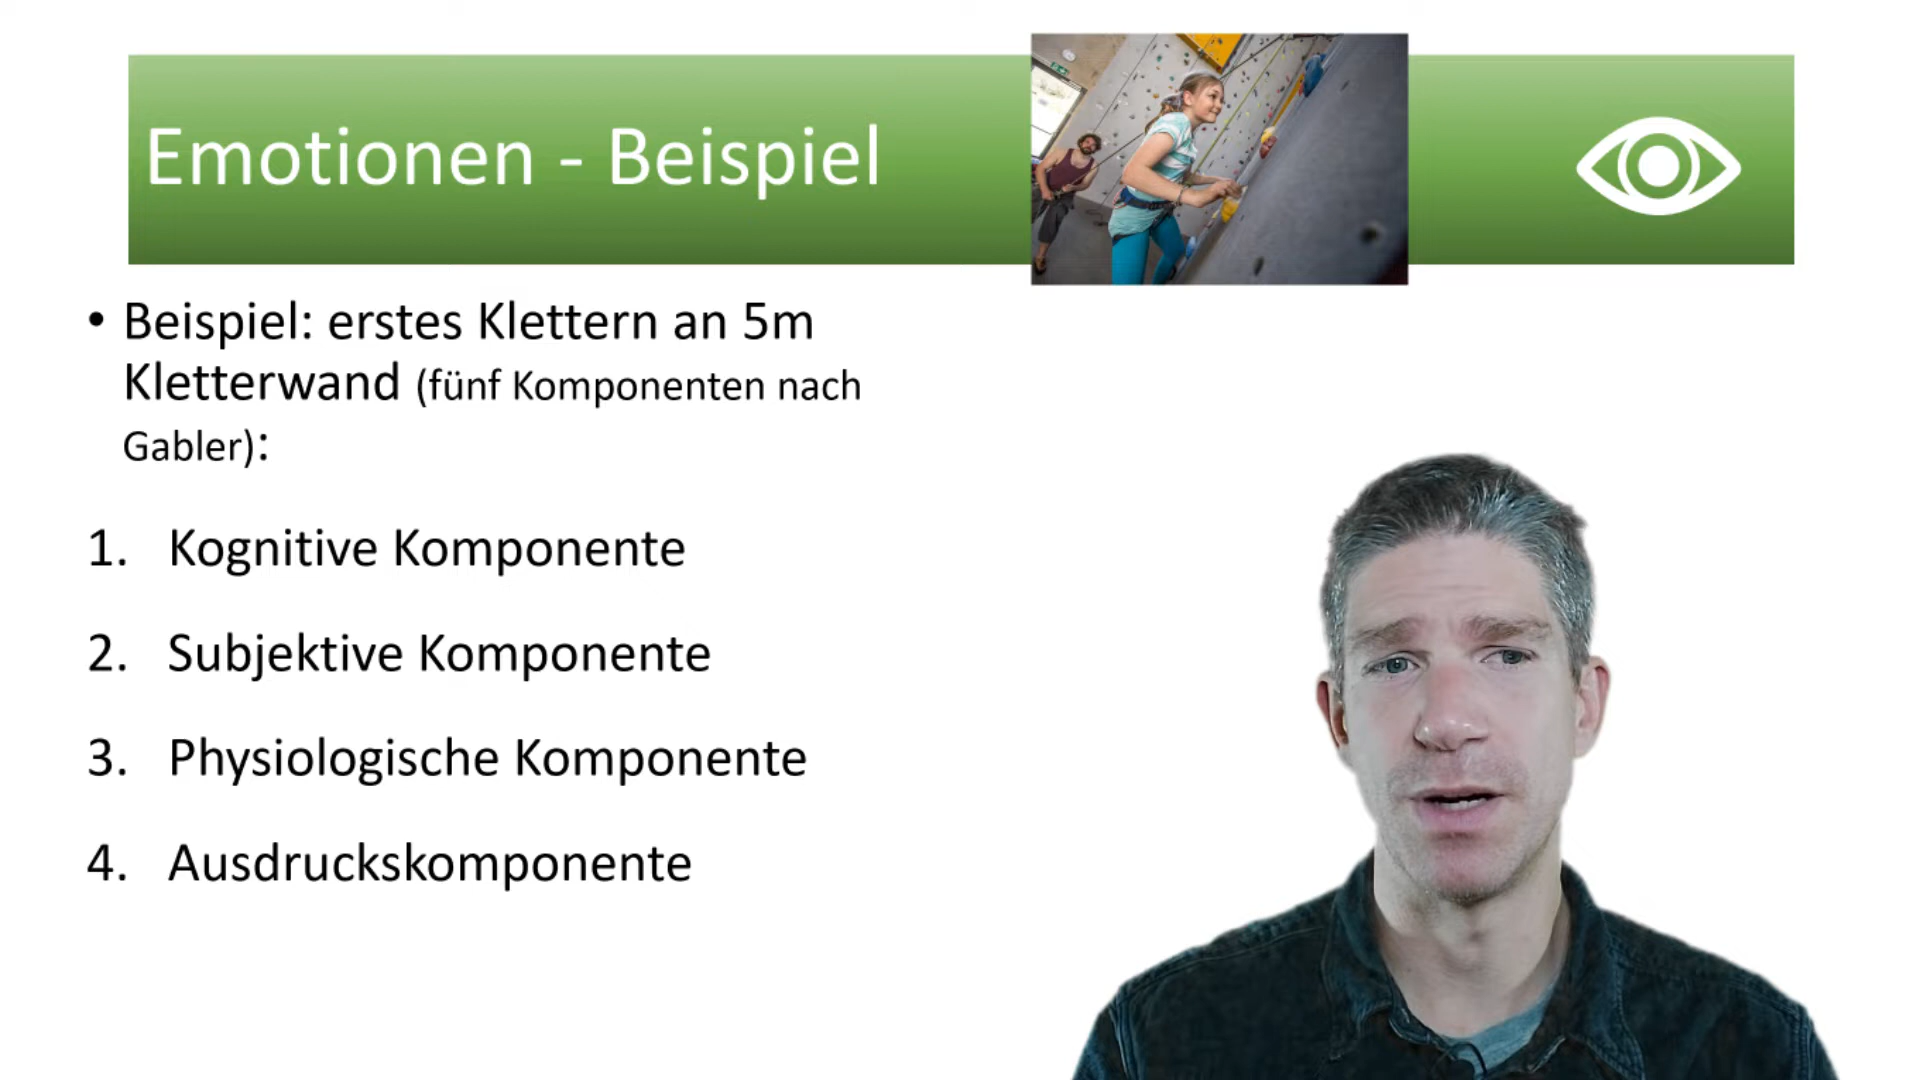 Emotionen - Beispiel
• Beispiel: erstes Klettern an 5m
Kletterwand (fünf Komponenten nach
Gabler):
1. Kognitive Komponente
2. Subjektive Komponente
3. Physiologische Komponente
4. Ausdruckskomponente